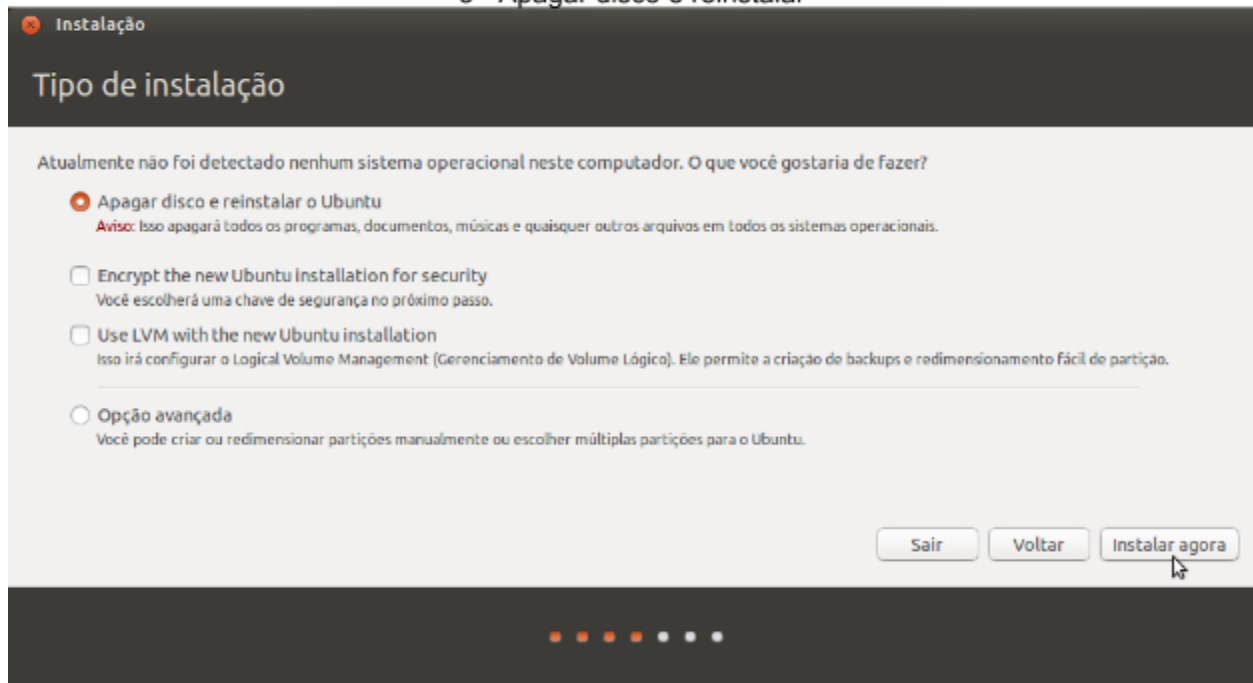 Apagar disco e reinstalar
Instalação
Tipo de instalação
Atualmente não foi detectado nenhum sistema operacional neste computador. O que você gostaria de fazer?
Apagar disco e reinstalar o Ubuntu
Aviso: Isso apagará todos os programas, documentos, músicas e quaisquer outros arquivos em todos os sistemas operacionais.
Encrypt the new Ubuntu installation for security
Você escolherá uma chave de segurança no próximo passo.
Use LVM with the new Ubuntu installation
Isso irá configurar o Logical Volume Management (Gerenciamento de Volume Lógico). Ele permite a criação de backups e redimensionamento fácil de partição.
Opção avançada
Você pode criar ou redimensionar partições manualmente ou escolher múltiplas partições para o Ubuntu.
Sair Voltar Instalar agora